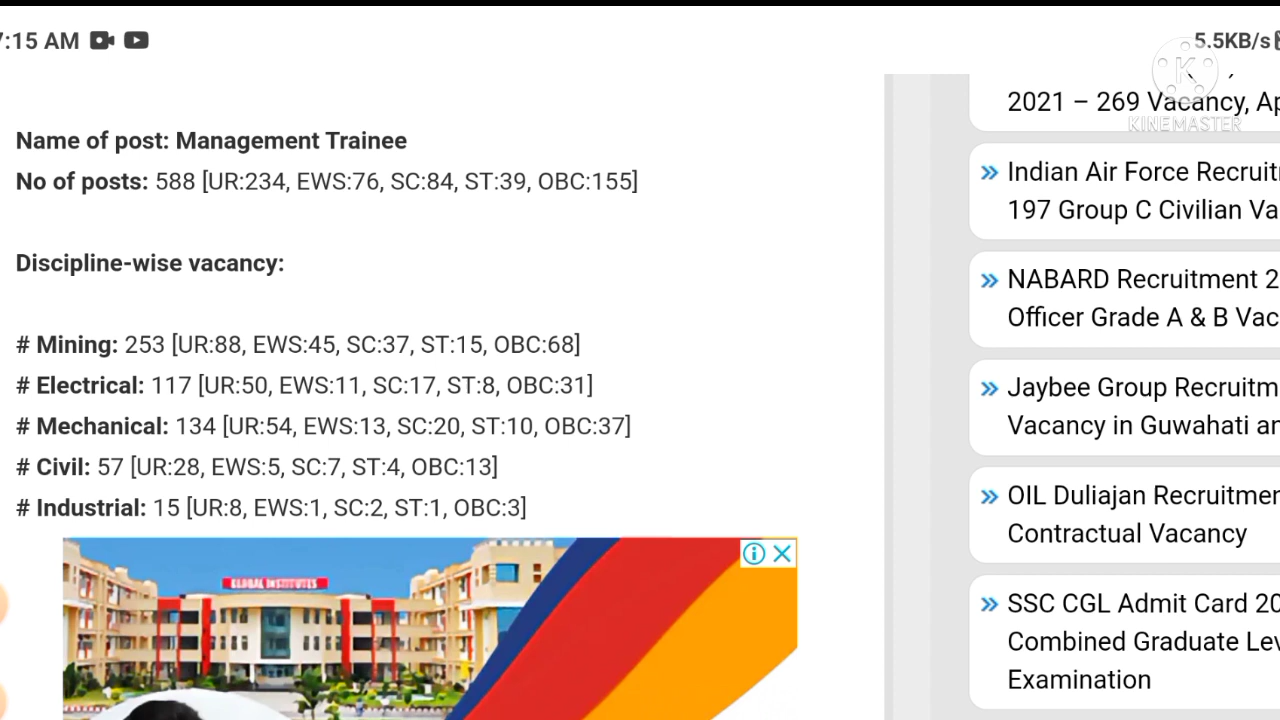 7:15 AM
5.5KB/s
KINEMASTER
Name of post: Management Trainee
No of posts: 588 [UR:234, EWS:76, SC:84, ST:39, OBC:155]
Discipline-wise vacancy:
# Mining: 253 [UR:88, EWS:45, SC:37, ST:15, OBC:68]
# Electrical: 117 [UR:50, EWS:11, SC:17, ST:8, OBC:31]
# Mechanical: 134 [UR:54, EWS:13, SC:20, ST:10, OBC:37]
# Civil: 57 [UR:28, EWS:5, SC:7, ST:4, OBC:13]
# Industrial: 15 [UR:8, EWS:1, SC:2, ST:1, OBC:3]
GLOBAL INSTITUTES
2021 – 269 Vacancy, Ap
» Indian Air Force Recruit
197 Group C Civilian Va
» NABARD Recruitment 2
Officer Grade A & B Vac
» Jaybee Group Recruitm
Vacancy in Guwahati an
» OIL Duliajan Recruitmen
Contractual Vacancy
» SSC CGL Admit Card 20
Combined Graduate Lev
Examination